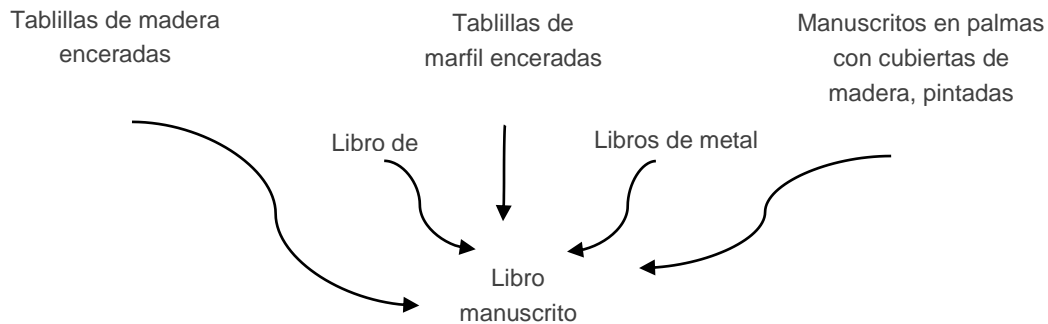 Tablillas de madera
enceradas
Tablillas de
marfil enceradas
Manuscritos en palmas
con cubiertas de
madera, pintadas
Libro de
Libros de metal
Libro
manuscrito